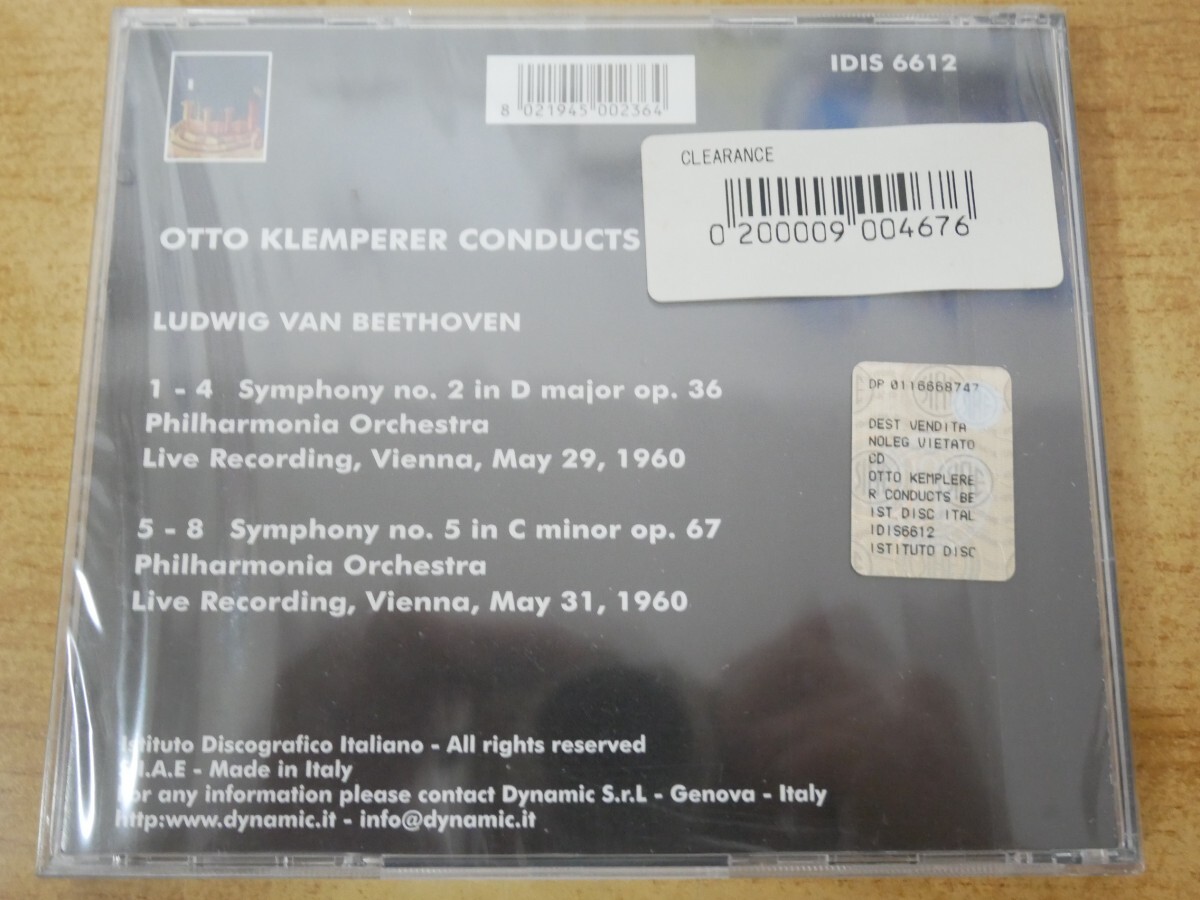 IDIS 6612
8 021945 002364
CLEARANCE
0 200009 004676
OTTO KLEMPERER CONDUCTS
LUDWIG VAN BEETHOVEN
1 - 4 Symphony no. 2 in D major op. 36
Philharmonia Orchestra
Live Recording, Vienna, May 29, 1960
5 - 8 Symphony no. 5 in C minor op. 67
Philharmonia Orchestra
Live Recording, Vienna, May 31, 1960
DP 0116668747
DEST VENDITA
NOLEG VIETATO
CD
OTTO KEMPLERE
R CONDUCTS BE
IST DISC ITAL
IDIS6612
ISTITUTO DISC
Istituto Discografico Italiano - All rights reserved
S.I.A.E - Made in Italy
For any information please contact Dynamic S.r.L - Genova - Italy
http:www.dynamic.it - info@dynamic.it